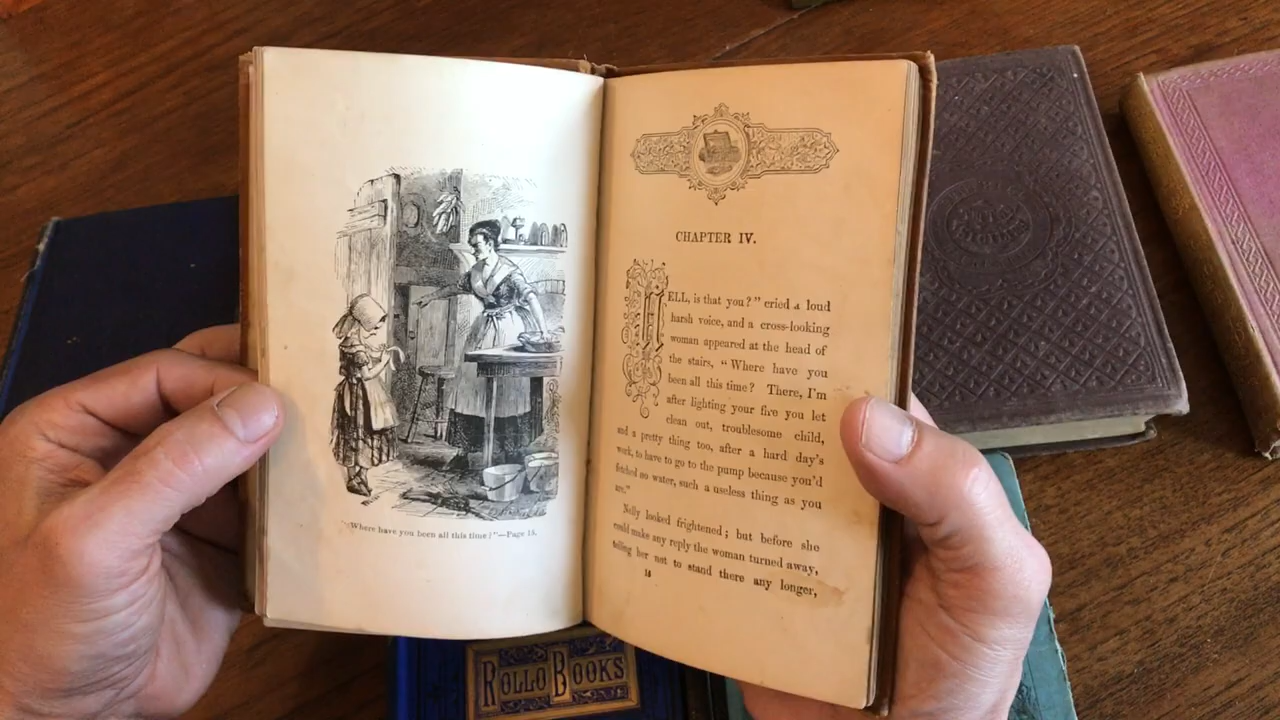 "Where have you been all this time?"—Page 15.
CHAPTER IV.
WELL, is that you?" cried a loud
harsh voice, and a cross-looking
woman appeared at the head of
the stairs, "Where have you
been all this time? There, I'm
after lighting your fire you let
clean out, troublesome child,
and a pretty thing too, after a hard day's
work, to have to go to the pump because you'd
fetched no water, such a useless thing as you
are."
Nelly looked frightened; but before she
could make any reply the woman turned away,
telling her not to stand there any longer,
15
ROLLO BOOKS